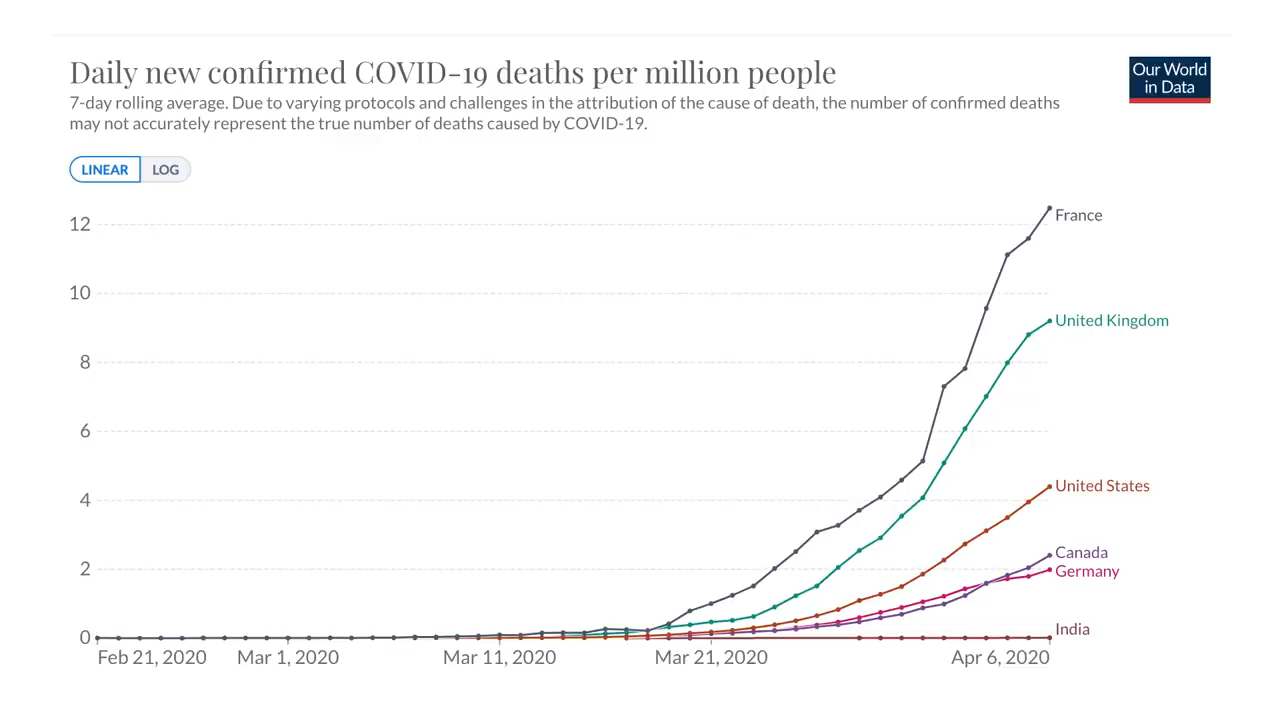 Daily new confirmed COVID-19 deaths per million people
Our World
in Data
7-day rolling average. Due to varying protocols and challenges in the attribution of the cause of death, the number of confirmed deaths
may not accurately represent the true number of deaths caused by COVID-19.
LINEAR LOG
12
10
8
6
4
2
0
France
United Kingdom
United States
Canada
Germany
India
Feb 21, 2020 Mar 1, 2020 Mar 11, 2020 Mar 21, 2020 Apr 6, 2020